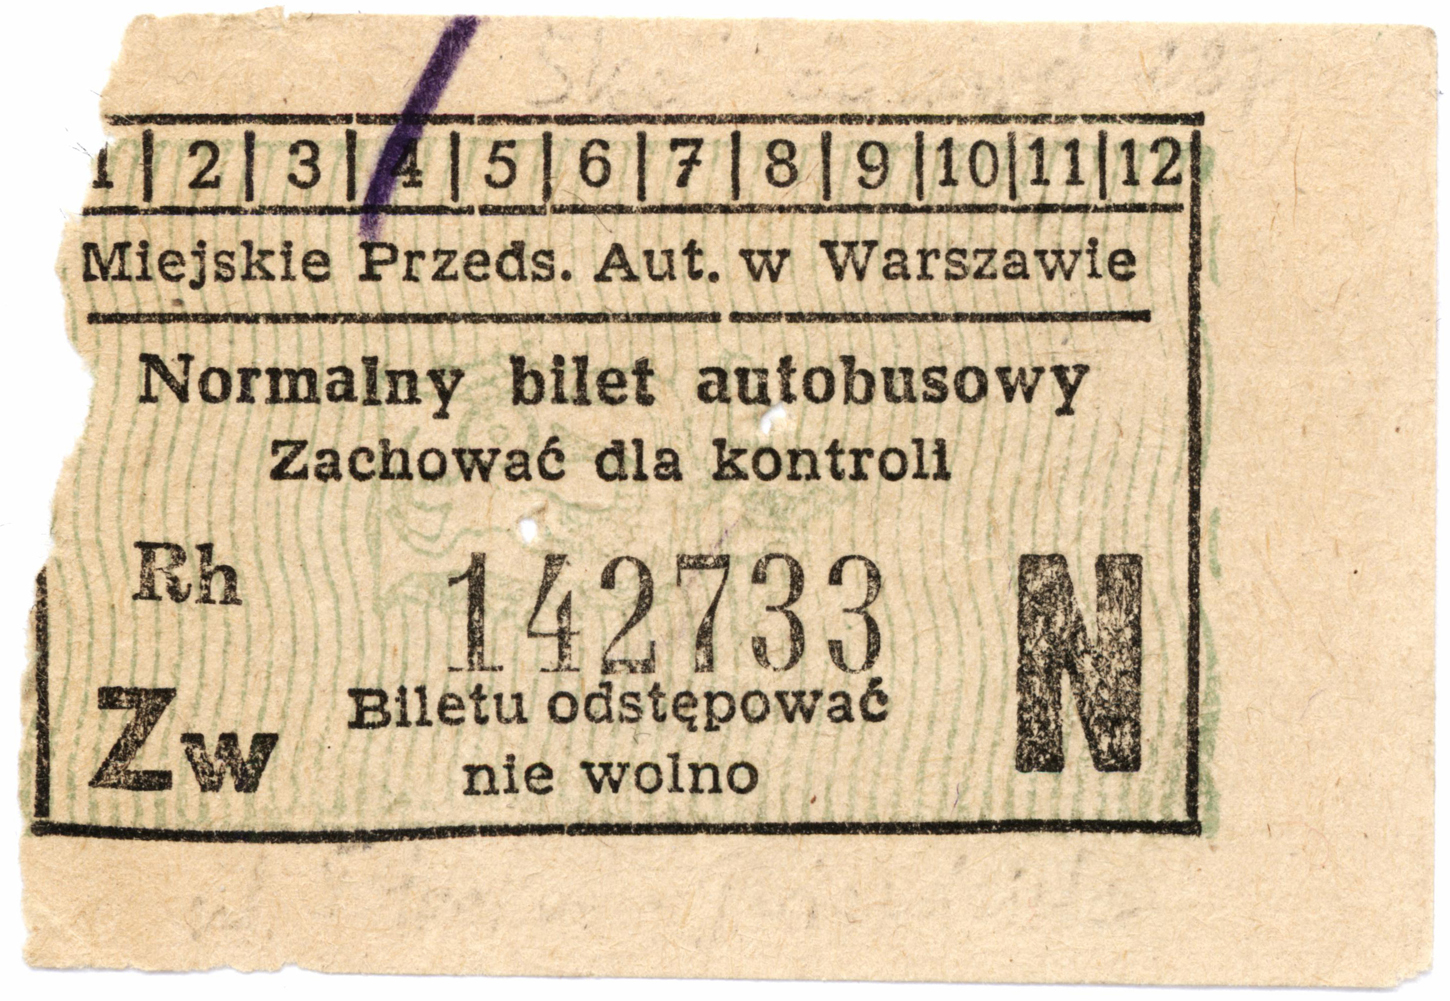 1 | 2 | 3 | 4 | 5 | 6 | 7 | 8 | 9 | 10 | 11 | 12
Miejskie Przeds. Aut. w Warszawie
Normalny bilet autobusowy
Zachować dla kontroli
Rh 142733 N
Zw Biletu odstępować
nie wolno